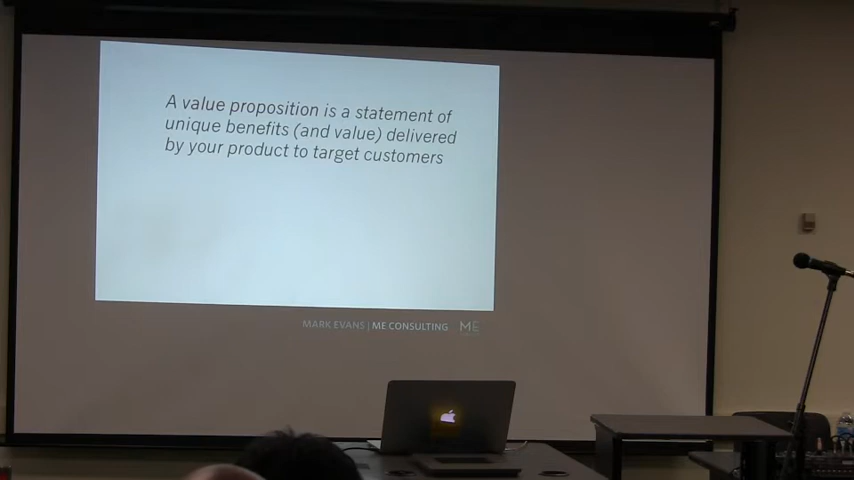 A value proposition is a statement of
unique benefits (and value) delivered
by your product to target customers
MARK EVANS | ME CONSULTING ME